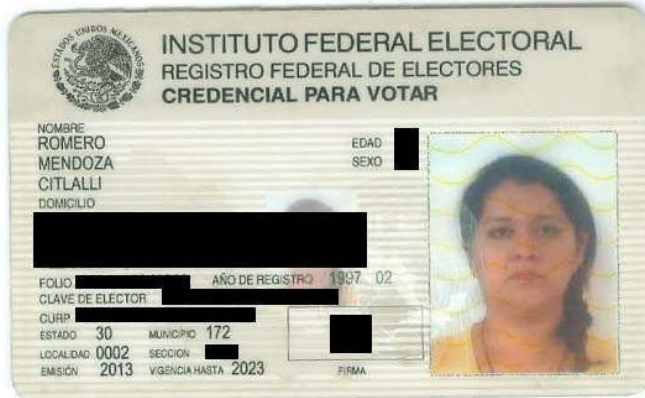 ESTADOS UNIDOS MEXICANOS
INSTITUTO FEDERAL ELECTORAL
REGISTRO FEDERAL DE ELECTORES
CREDENCIAL PARA VOTAR
NOMBRE
ROMERO
MENDOZA
CITLALLI
EDAD
SEXO
DOMICILIO
FOLIO AÑO DE REGISTRO 1997 02
CLAVE DE ELECTOR
CURP
ESTADO 30 MUNICIPIO 172
LOCALIDAD 0002 SECCION
EMISIÓN 2013 VIGENCIA HASTA 2023
FIRMA